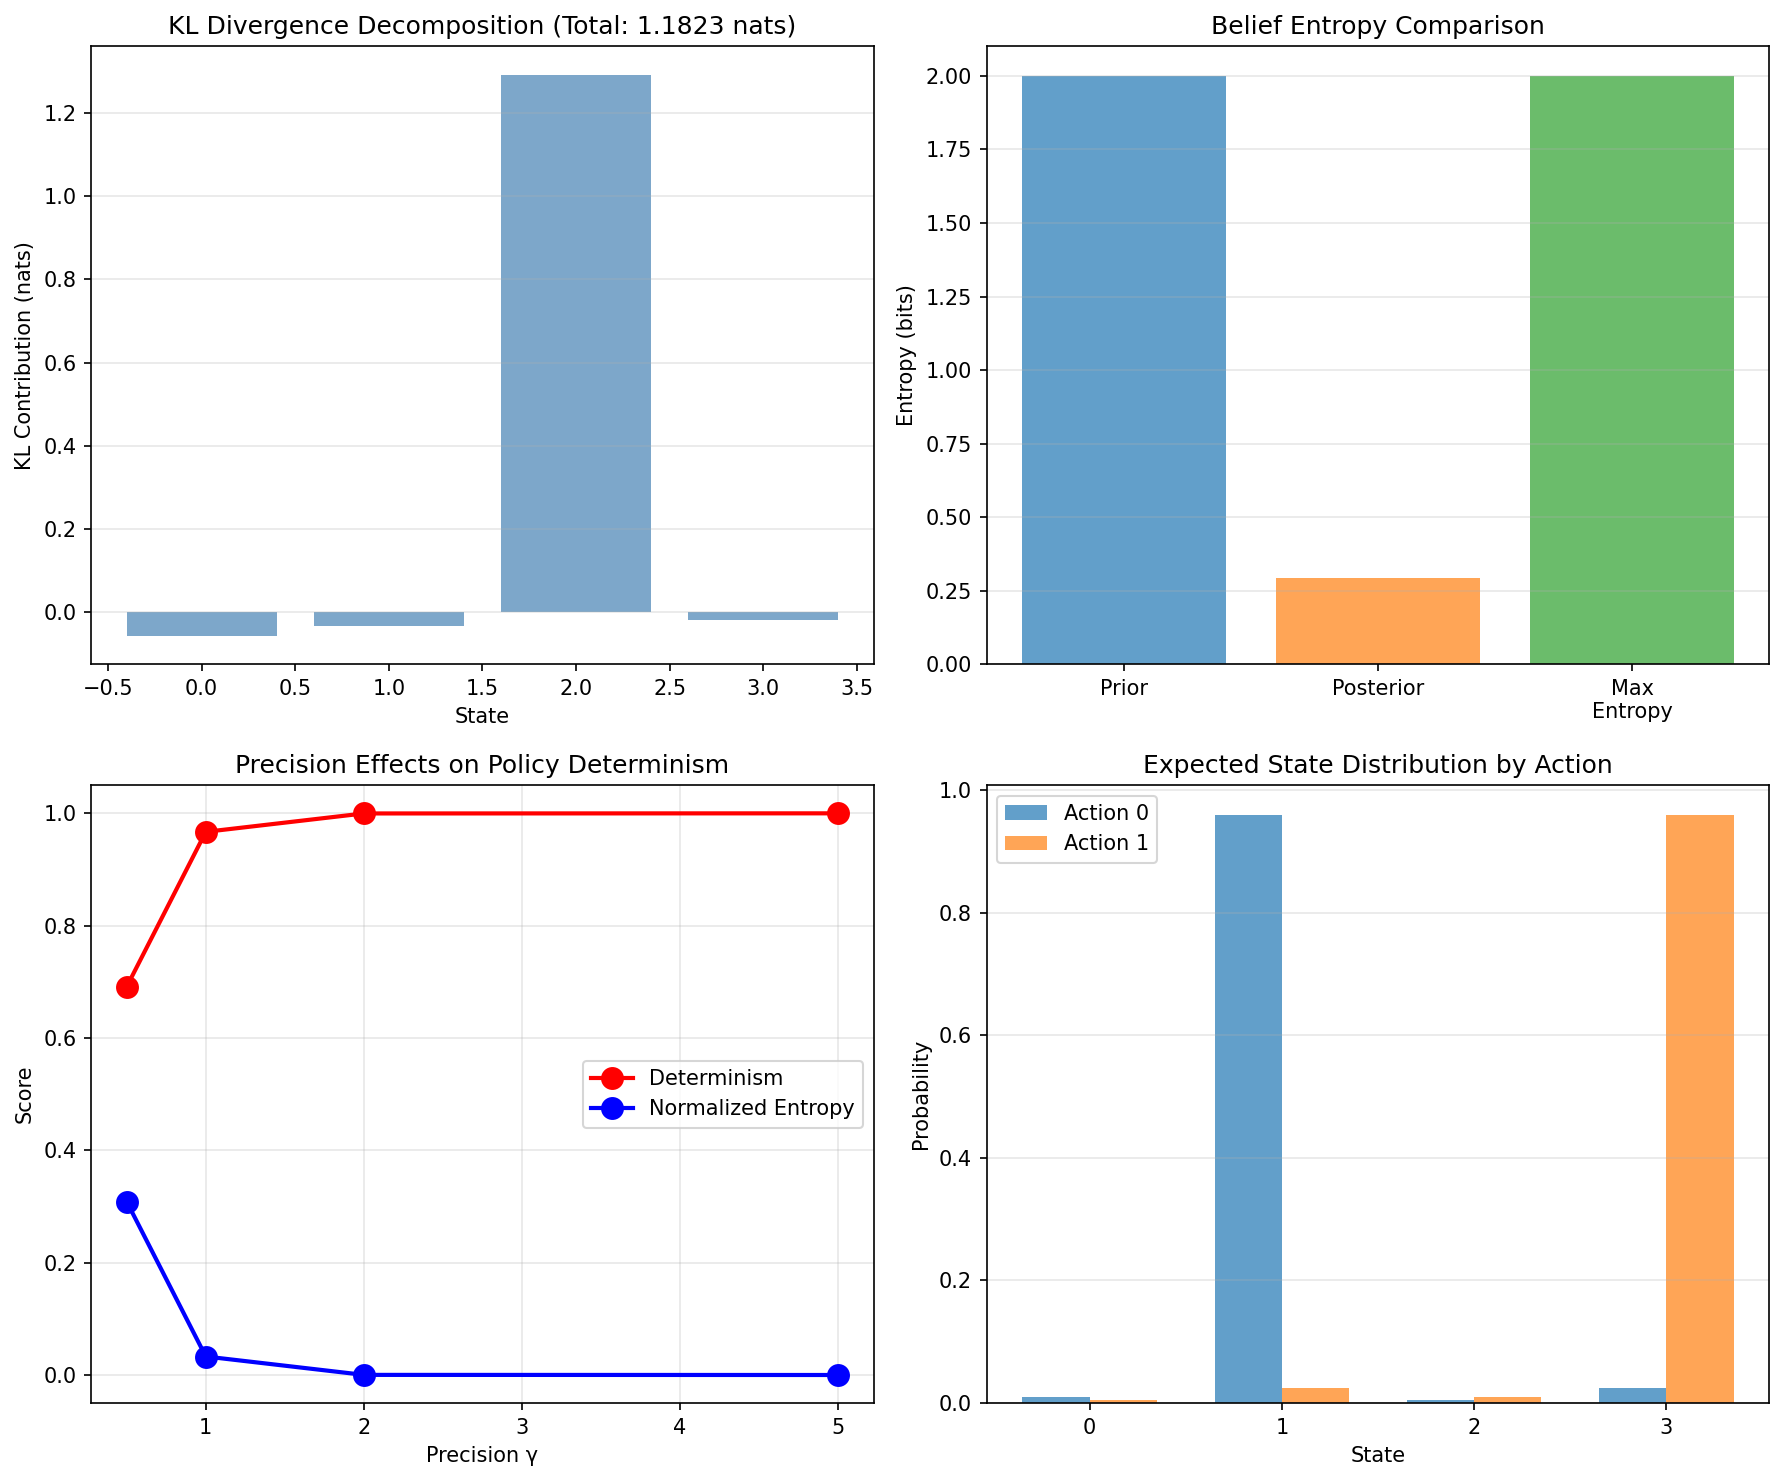 KL Divergence Decomposition (Total: 1.1823 nats)
KL Contribution (nats)
1.2
1.0
0.8
0.6
0.4
0.2
0.0
−0.5 0.0 0.5 1.0 1.5 2.0 2.5 3.0 3.5
State
Belief Entropy Comparison
Entropy (bits)
2.00
1.75
1.50
1.25
1.00
0.75
0.50
0.25
0.00
Prior Posterior Max
Entropy
Precision Effects on Policy Determinism
Score
1.0
0.8
0.6
0.4
0.2
0.0
Determinism
Normalized Entropy
1 2 3 4 5
Precision γ
Expected State Distribution by Action
Probability
1.0
0.8
0.6
0.4
0.2
0.0
Action 0
Action 1
0 1 2 3
State